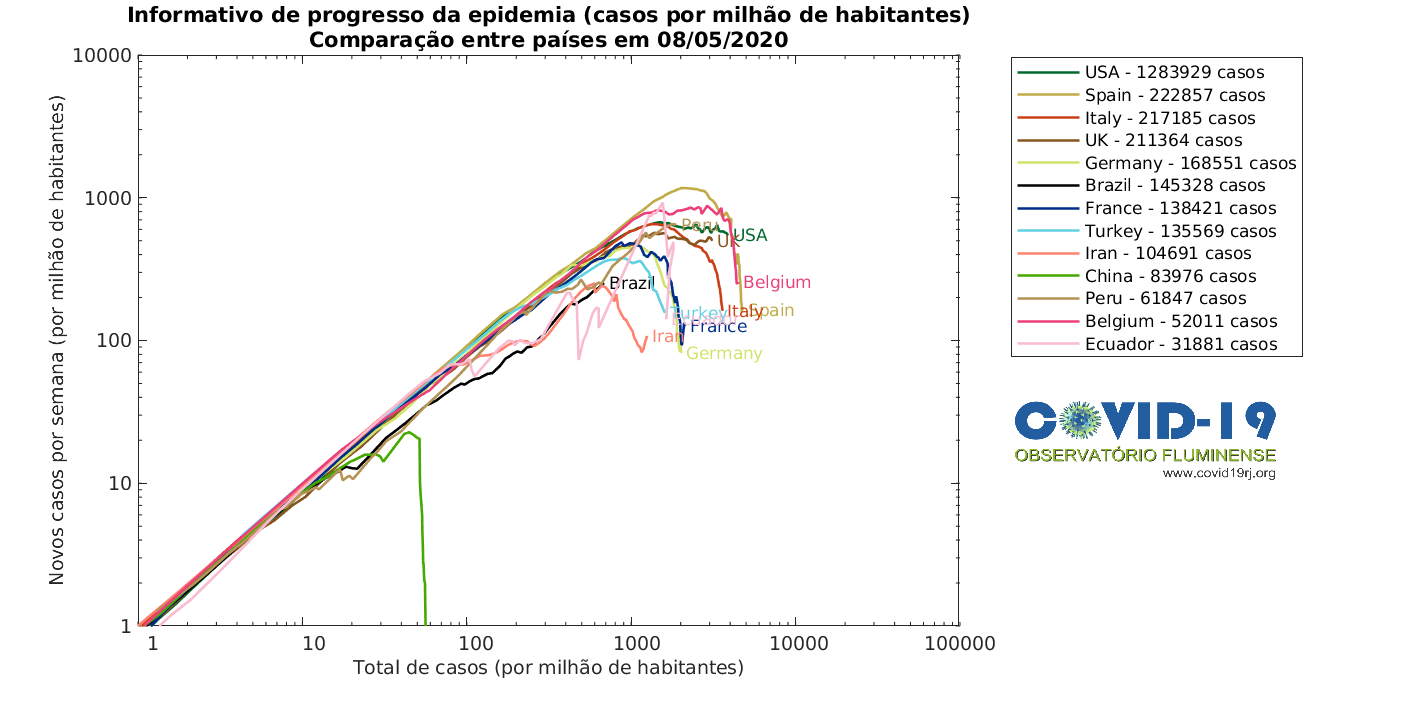 Informativo de progresso da epidemia (casos por milhão de habitantes)
Comparação entre países em 08/05/2020
Novos casos por semana (por milhão de habitantes)
10000
1000
100
10
1
1
10
100
1000
10000
100000
Total de casos (por milhão de habitantes)
Peru
USA
UK
Belgium
Brazil
Turkey
Italy
Spain
Ecuador
France
Iran
Germany
USA - 1283929 casos
Spain - 222857 casos
Italy - 217185 casos
UK - 211364 casos
Germany - 168551 casos
Brazil - 145328 casos
France - 138421 casos
Turkey - 135569 casos
Iran - 104691 casos
China - 83976 casos
Peru - 61847 casos
Belgium - 52011 casos
Ecuador - 31881 casos
COVID-19
OBSERVATÓRIO FLUMINENSE
www.covid19rj.org